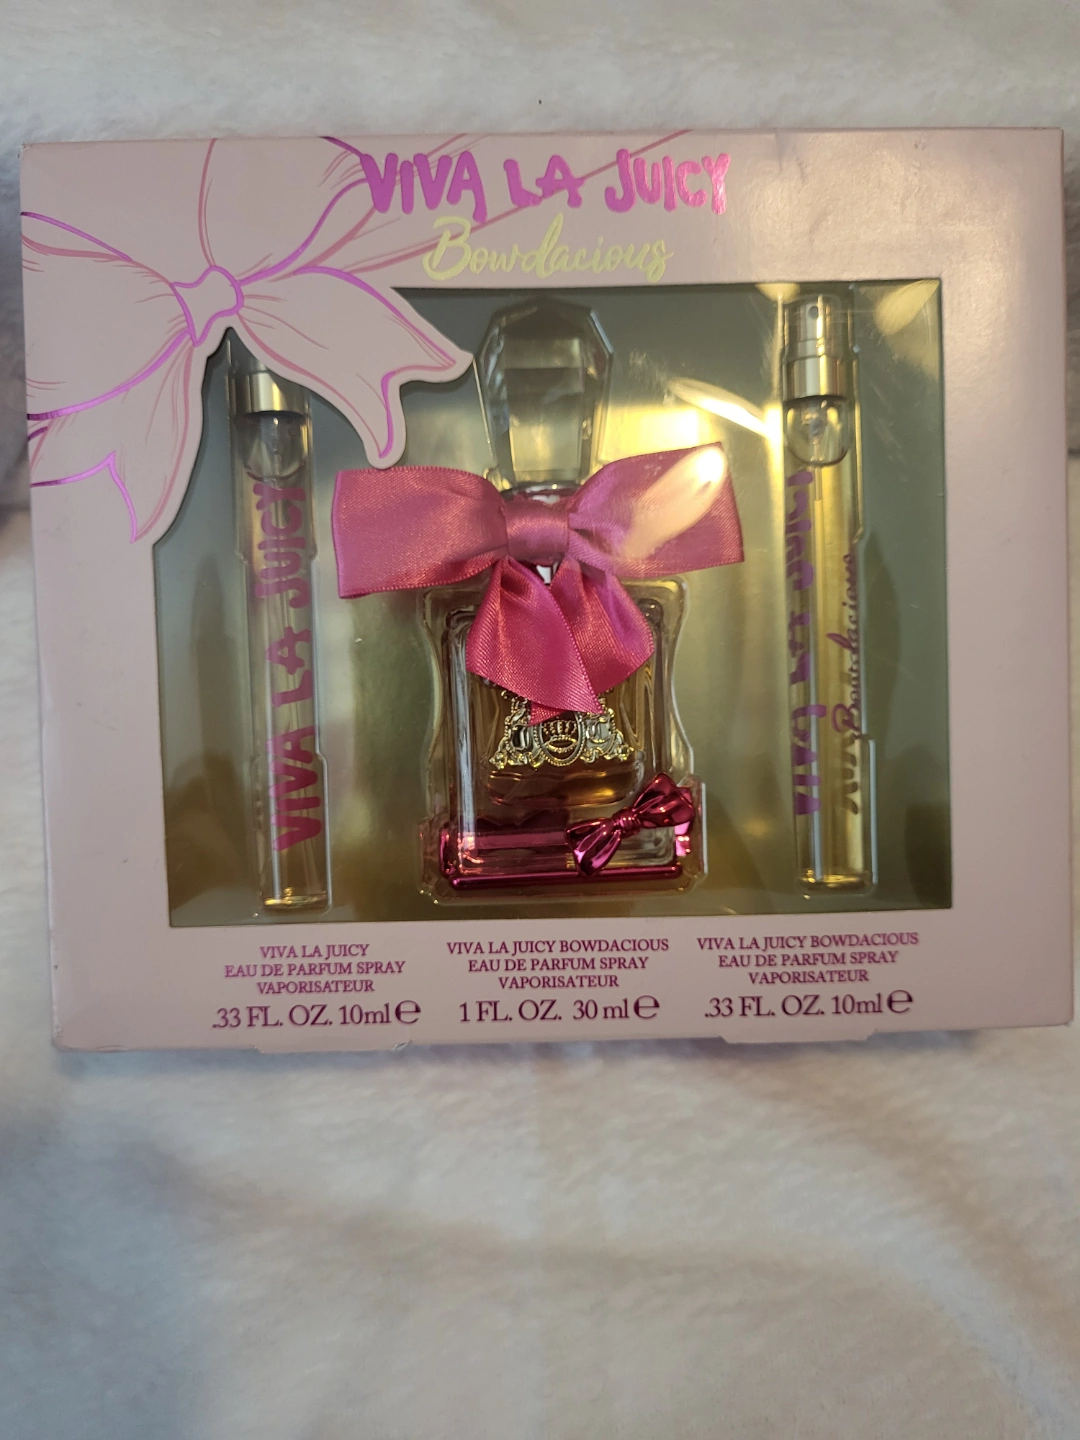 VIVA LA JUICY
Bowdacious
VIVA LA JUICY
VIVA LA JUICY
Bowdacious
VIVA LA JUICY
EAU DE PARFUM SPRAY
VAPORISATEUR
.33 FL. OZ. 10ml ℮
VIVA LA JUICY BOWDACIOUS
EAU DE PARFUM SPRAY
VAPORISATEUR
1 FL. OZ. 30 ml ℮
VIVA LA JUICY BOWDACIOUS
EAU DE PARFUM SPRAY
VAPORISATEUR
.33 FL. OZ. 10ml ℮